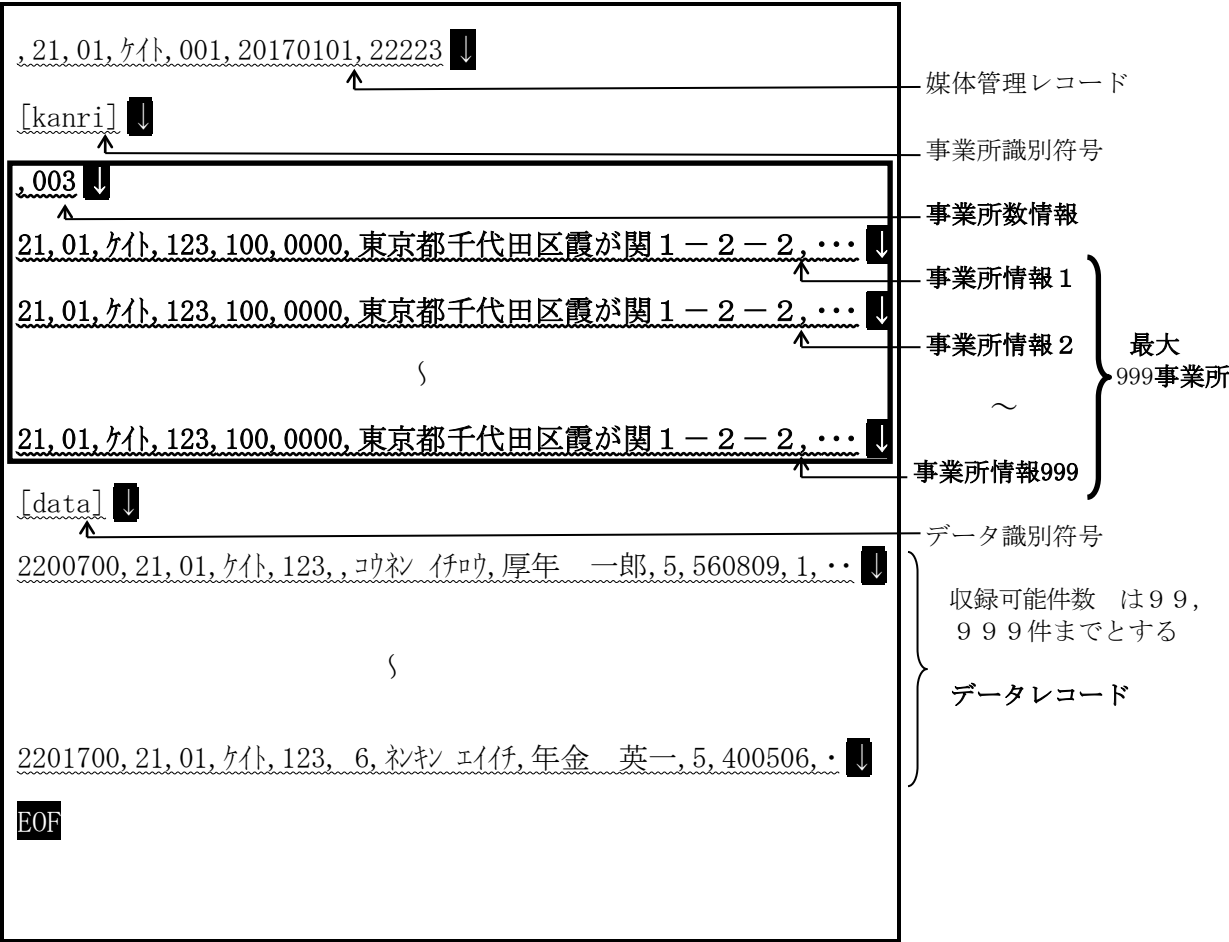 ,21,01,ｹｲﾄ,001,20170101,22223 ↓
媒体管理レコード
[kanri] ↓
事業所識別符号
,003 ↓
事業所数情報
21,01,ｹｲﾄ,123,100,0000,東京都千代田区霞が関１－２－２,･･･ ↓
事業所情報１
21,01,ｹｲﾄ,123,100,0000,東京都千代田区霞が関１－２－２,･･･ ↓
事業所情報２
最大
999事業所
～
～
21,01,ｹｲﾄ,123,100,0000,東京都千代田区霞が関１－２－２,･･･ ↓
事業所情報999
[data] ↓
データ識別符号
2200700,21,01,ｹｲﾄ,123,,ｺｳﾈﾝ ｲﾁﾛｳ,厚年　一郎,5,560809,1,･･ ↓
収録可能件数　は９９,
９９９件までとする
～
データレコード
2201700,21,01,ｹｲﾄ,123, 6,ﾈﾝｷﾝ ｴｲｲﾁ,年金　英一,5,400506,･ ↓
EOF